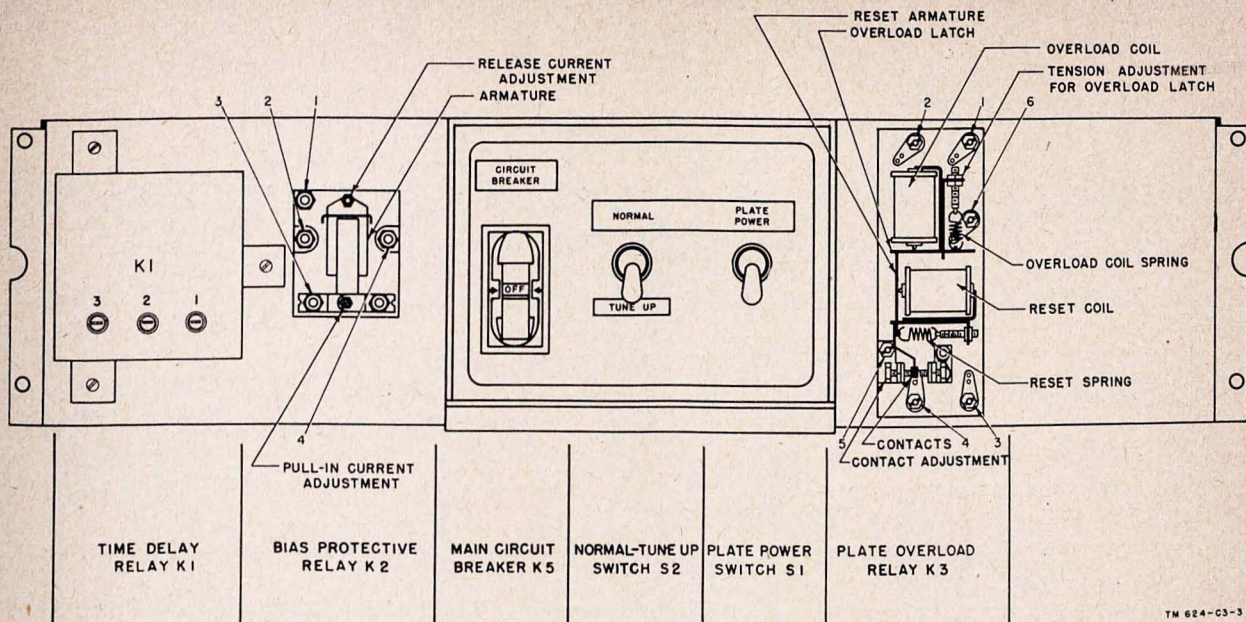 RESET ARMATURE
OVERLOAD LATCH
OVERLOAD COIL
TENSION ADJUSTMENT
FOR OVERLOAD LATCH
RELEASE CURRENT
ADJUSTMENT
ARMATURE
3
2
1
2
1
6
CIRCUIT
BREAKER
NORMAL
PLATE
POWER
K1
3
2
1
OFF
TUNE UP
OVERLOAD COIL SPRING
RESET COIL
RESET SPRING
4
PULL-IN CURRENT
ADJUSTMENT
5
CONTACTS
4
3
CONTACT ADJUSTMENT
TIME DELAY
RELAY K1
BIAS PROTECTIVE
RELAY K2
MAIN CIRCUIT
BREAKER K5
NORMAL-TUNE UP
SWITCH S2
PLATE POWER
SWITCH S1
PLATE OVERLOAD
RELAY K3
TM 624-C3-3